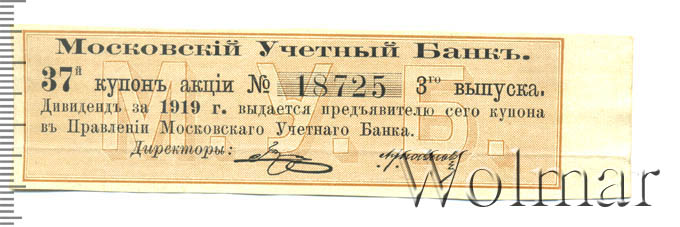 Московскій Учетный Банкъ.
37й купонъ акціи № 18725 3го выпуска.
Дивидендъ за 1919 г. выдается предъявителю сего купона
въ Правленіи Московскаго Учетнаго Банка.
Директоры:
М. У. Б.
Wolmar